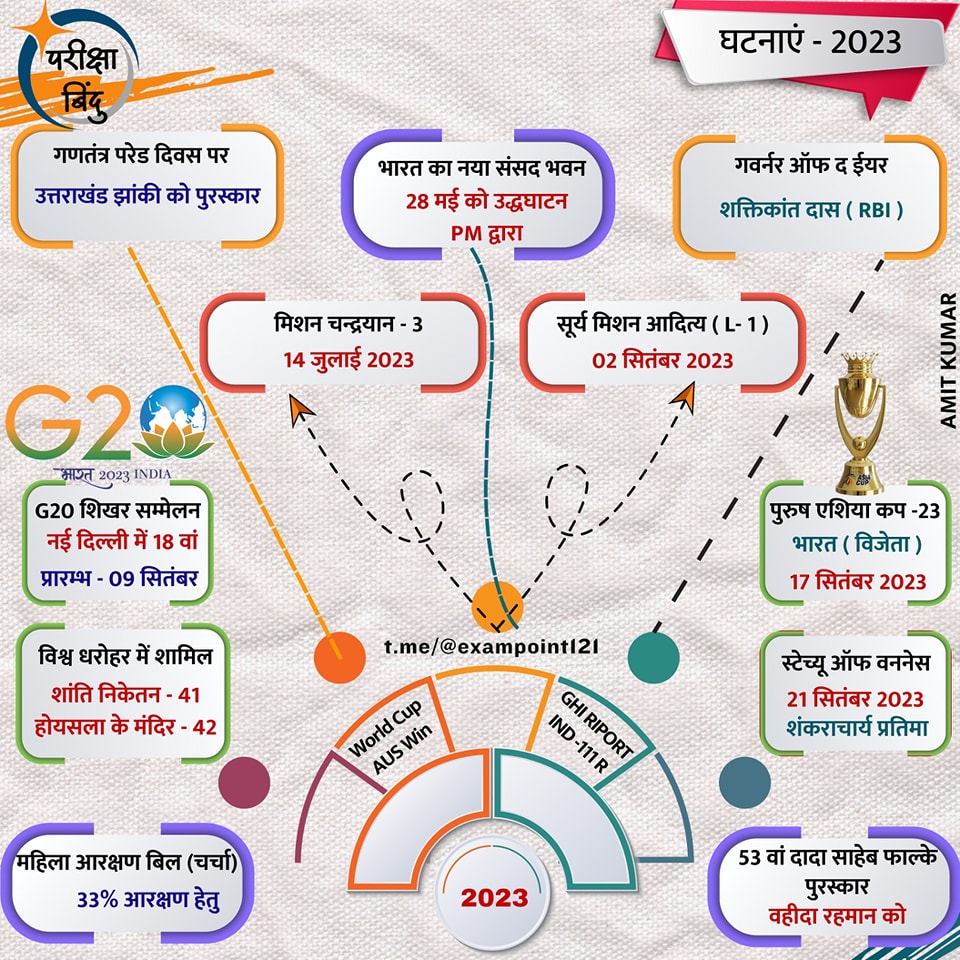 परीक्षा
बिंदु
घटनाएं - 2023
गणतंत्र परेड दिवस पर
उत्तराखंड झांकी को पुरस्कार
भारत का नया संसद भवन
28 मई को उद्धघाटन
PM द्वारा
गवर्नर ऑफ द ईयर
शक्तिकांत दास ( RBI )
मिशन चन्द्रयान - 3
14 जुलाई 2023
सूर्य मिशन आदित्य ( L- 1 )
02 सितंबर 2023
AMIT KUMAR
G20
भारत 2023 INDIA
G20 शिखर सम्मेलन
नई दिल्ली में 18 वां
प्रारम्भ - 09 सितंबर
ASIA
CUP
पुरुष एशिया कप -23
भारत ( विजेता )
17 सितंबर 2023
विश्व धरोहर में शामिल
शांति निकेतन - 41
होयसला के मंदिर - 42
t.me/@exampoint121
स्टेच्यू ऑफ वननेस
21 सितंबर 2023
शंकराचार्य प्रतिमा
World Cup
AUS Win
GHI RIPORT
IND -111 R
महिला आरक्षण बिल (चर्चा)
33% आरक्षण हेतु
2023
53 वां दादा साहेब फाल्के
पुरस्कार
वहीदा रहमान को